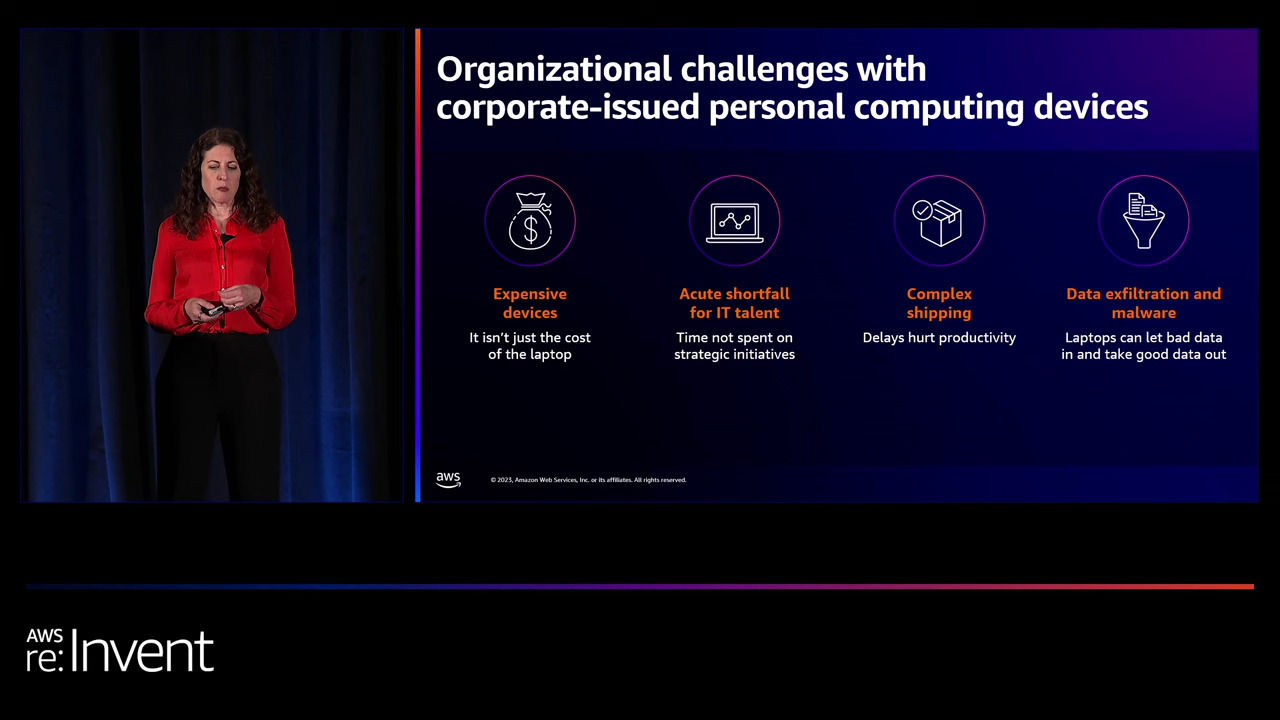 Organizational challenges with
corporate-issued personal computing devices
$
Expensive
devices
It isn’t just the cost
of the laptop
Acute shortfall
for IT talent
Time not spent on
strategic initiatives
Complex
shipping
Delays hurt productivity
Data exfiltration and
malware
Laptops can let bad data
in and take good data out
aws
© 2023, Amazon Web Services, Inc. or its affiliates. All rights reserved.
AWS
re:Invent